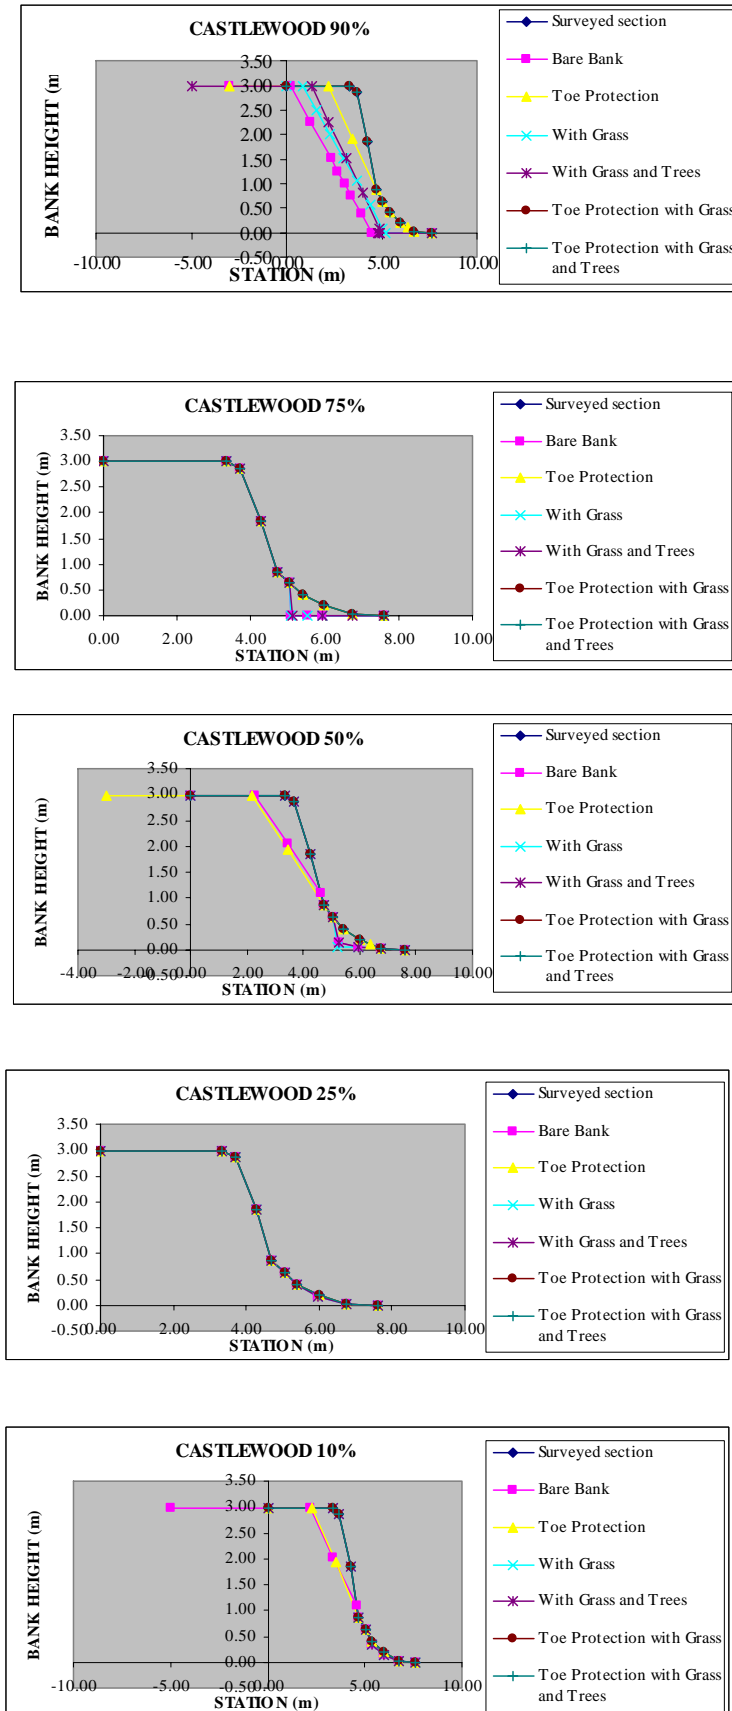 CASTLEWOOD 90%
BANK HEIGHT (m
3.50
3.00
2.50
2.00
1.50
1.00
0.50
0.00
-0.50
-10.00 -5.00 0.00 5.00 10.00
STATION (m)
Surveyed section
Bare Bank
Toe Protection
With Grass
With Grass and Trees
Toe Protection with Grass
Toe Protection with Grass
and Trees
CASTLEWOOD 75%
BANK HEIGHT (m)
3.50
3.00
2.50
2.00
1.50
1.00
0.50
0.00
0.00 2.00 4.00 6.00 8.00 10.00
STATION (m)
Surveyed section
Bare Bank
Toe Protection
With Grass
With Grass and Trees
Toe Protection with Grass
Toe Protection with Grass
and Trees
CASTLEWOOD 50%
BANK HEIGHT (m)
3.50
3.00
2.50
2.00
1.50
1.00
0.50
0.00
-0.50
-4.00 -2.00 0.00 2.00 4.00 6.00 8.00 10.00
STATION (m)
Surveyed section
Bare Bank
Toe Protection
With Grass
With Grass and Trees
Toe Protection with Grass
Toe Protection with Grass
and Trees
CASTLEWOOD 25%
BANK HEIGHT (m)
3.50
3.00
2.50
2.00
1.50
1.00
0.50
0.00
-0.50
0.00 2.00 4.00 6.00 8.00 10.00
STATION (m)
Surveyed section
Bare Bank
Toe Protection
With Grass
With Grass and Trees
Toe Protection with Grass
Toe Protection with Grass
and Trees
CASTLEWOOD 10%
BANK HEIGHT (m)
3.50
3.00
2.50
2.00
1.50
1.00
0.50
0.00
-0.50
-10.00 -5.00 0.00 5.00 10.00
STATION (m)
Surveyed section
Bare Bank
Toe Protection
With Grass
With Grass and Trees
Toe Protection with Grass
Toe Protection with Grass
and Trees